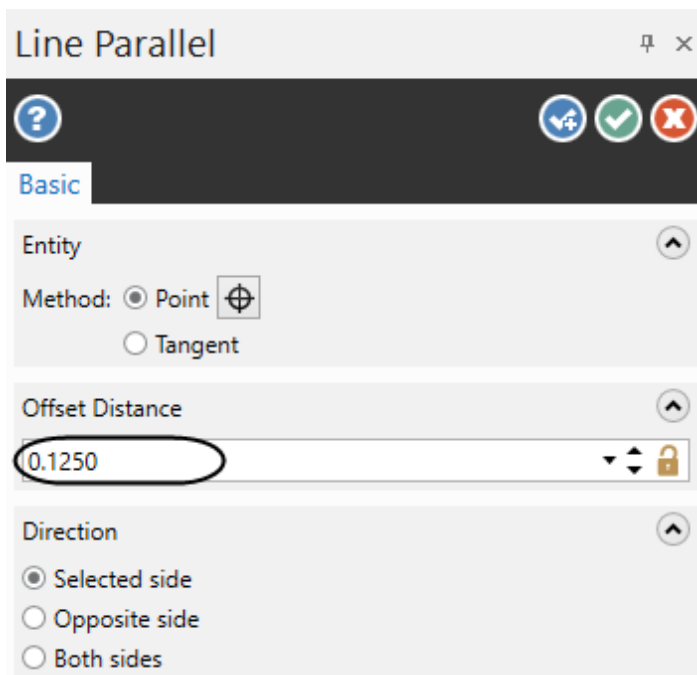 Line Parallel
Basic
Entity
Method: Point
Tangent
Offset Distance
0.1250
Direction
Selected side
Opposite side
Both sides